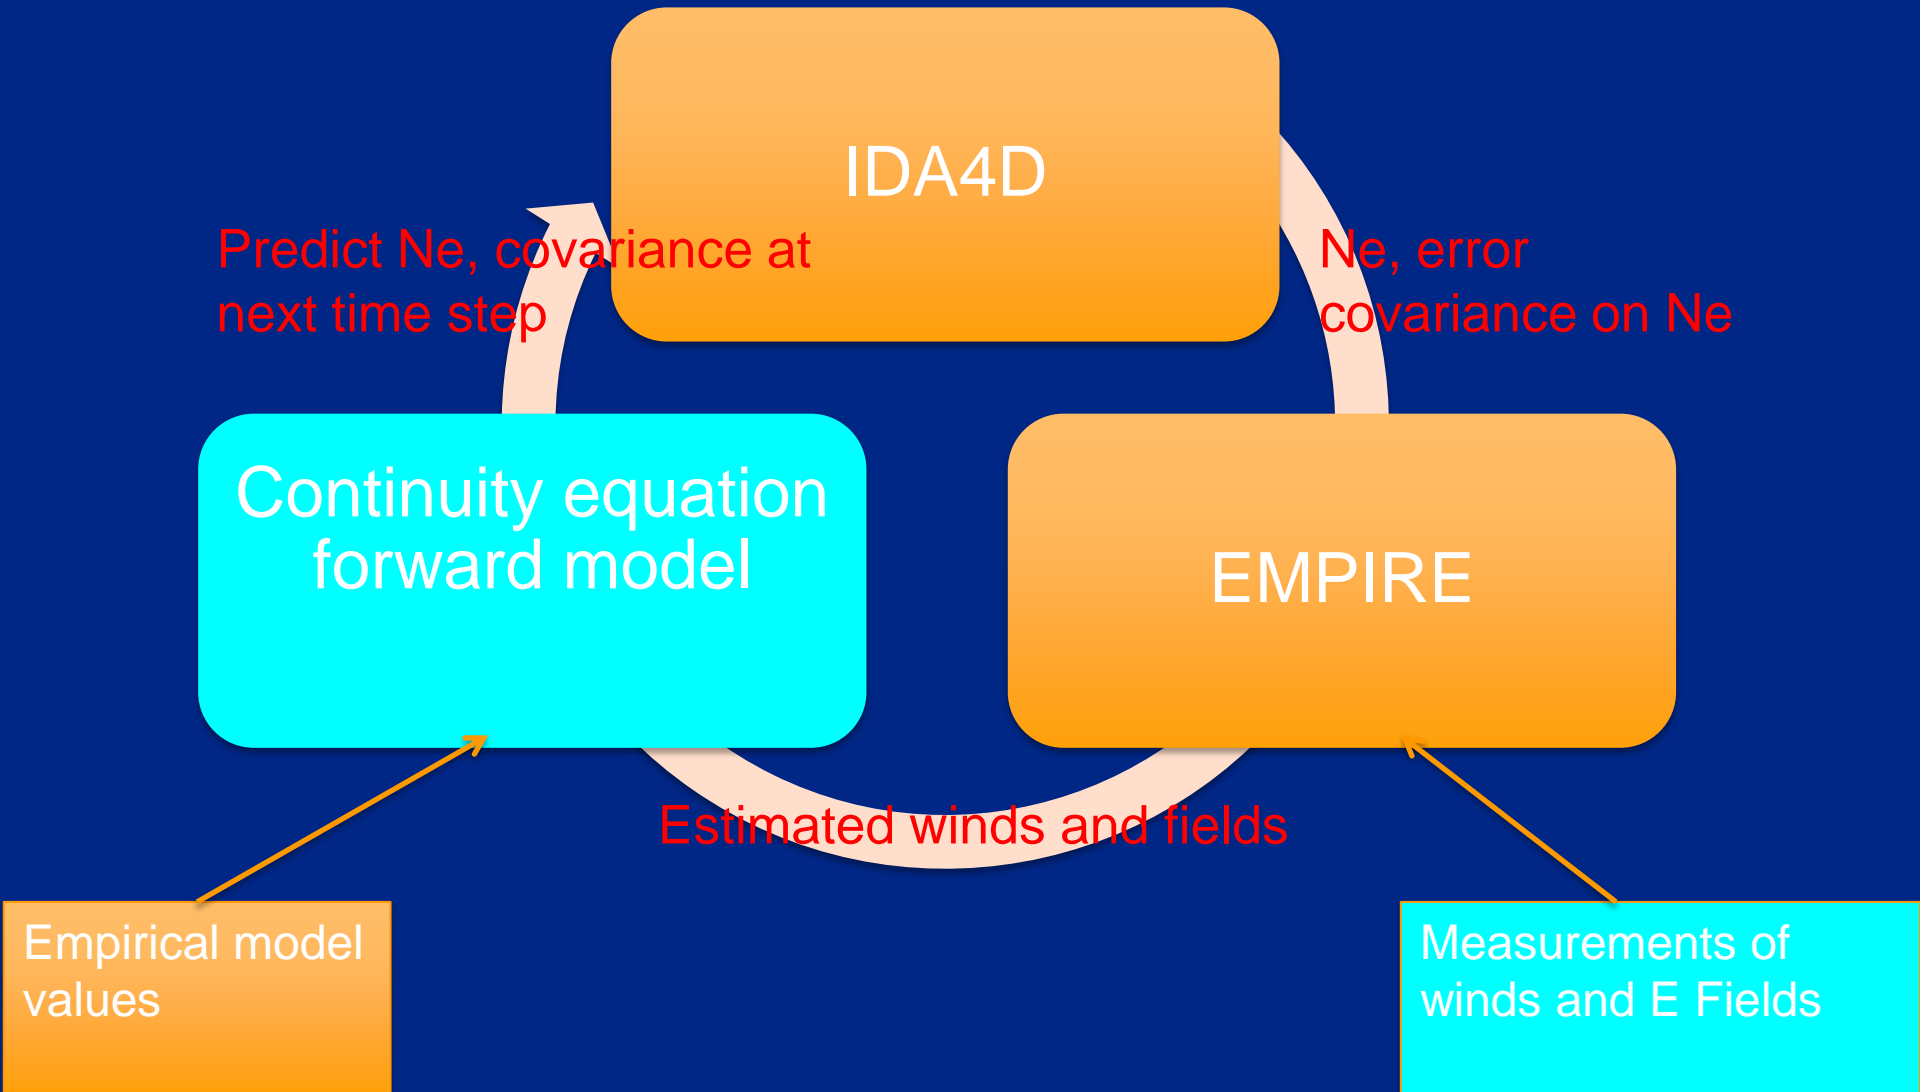 IDA4D
Predict Ne, covariance at
next time step
Ne, error
covariance on Ne
Continuity equation
forward model
EMPIRE
Estimated winds and fields
Empirical model
values
Measurements of
winds and E Fields